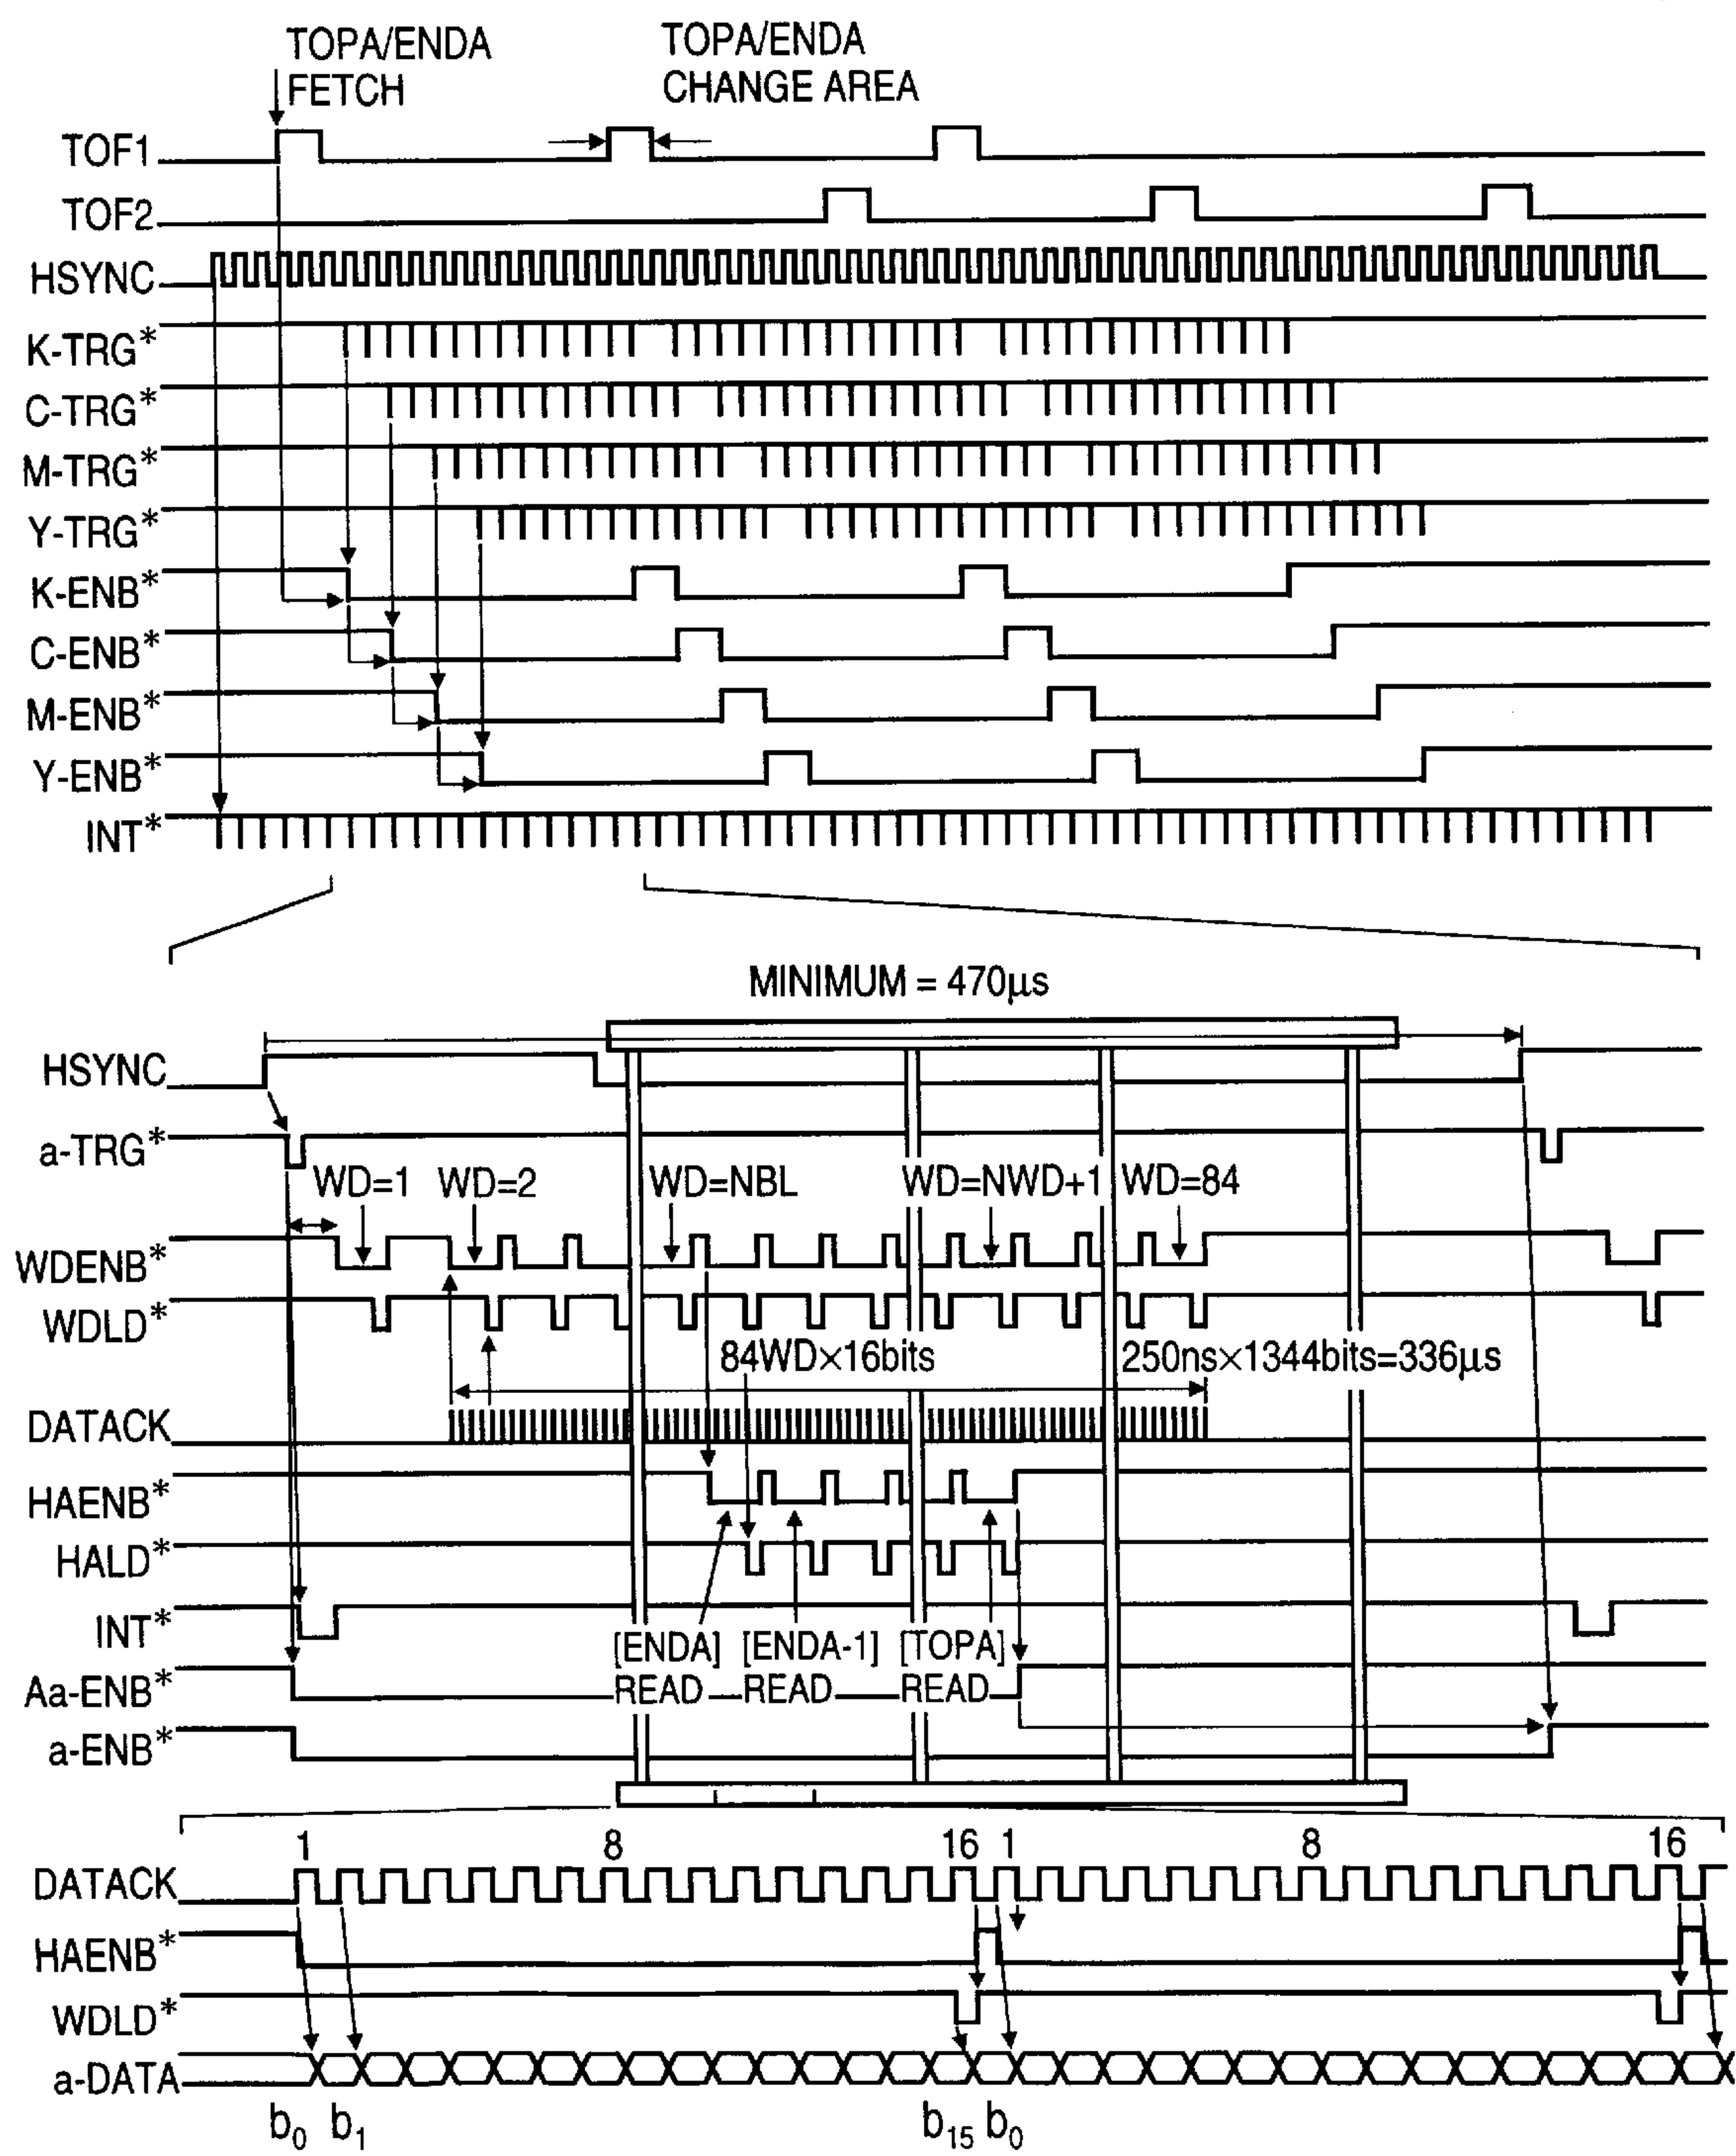 TOPA/ENDA
FETCH
TOPA/ENDA
CHANGE AREA
TOF1
TOF2
HSYNC
K-TRG*
C-TRG*
M-TRG*
Y-TRG*
K-ENB*
C-ENB*
M-ENB*
Y-ENB*
INT*
MINIMUM = 470μs
HSYNC
a-TRG*
WD=1 WD=2 WD=NBL WD=NWD+1 WD=84
WDENB*
WDLD*
84WD×16bits 250ns×1344bits=336μs
DATACK
HAENB*
HALD*
INT*
[ENDA] [ENDA-1] [TOPA]
READ READ READ
Aa-ENB*
a-ENB*
1 8 16 1 8 16
DATACK
HAENB*
WDLD*
a-DATA
b0 b1 b15 b0